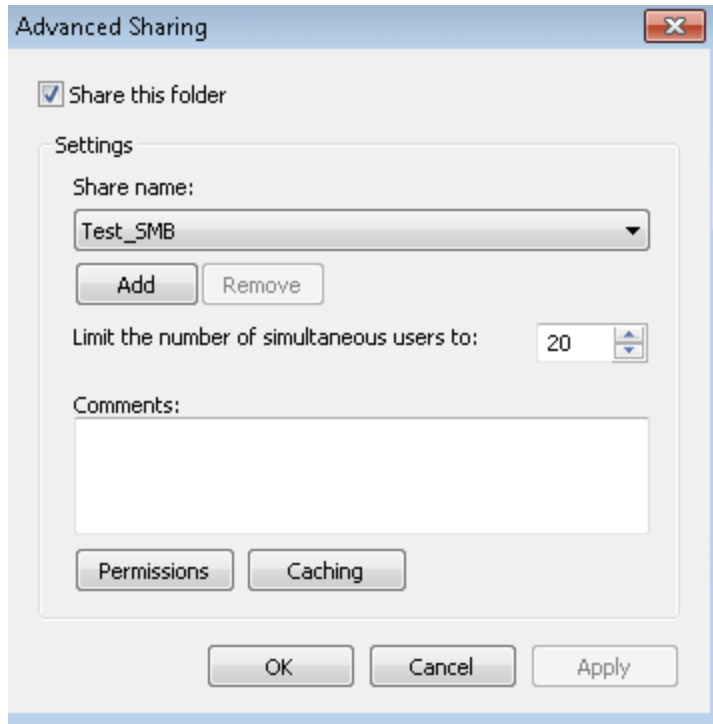 Advanced Sharing
Share this folder
Settings
Share name:
Test_SMB
Add Remove
Limit the number of simultaneous users to: 20
Comments:
Permissions Caching
OK Cancel Apply